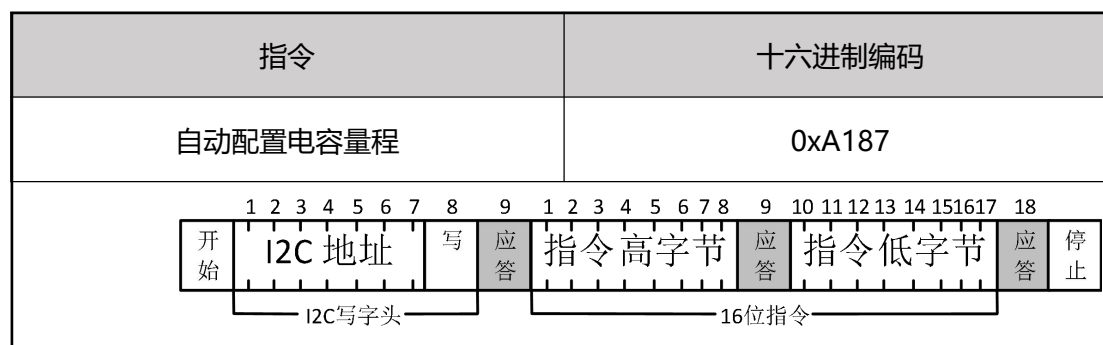 指令 十六进制编码
自动配置电容量程 0xA187
1 2 3 4 5 6 7 8 9 1 2 3 4 5 6 7 8 9 10 11 12 13 14 15 16 17 18
开始 I2C 地址 写 应答 指令高字节 应答 指令低字节 应答 停止
I2C写字头 16位指令